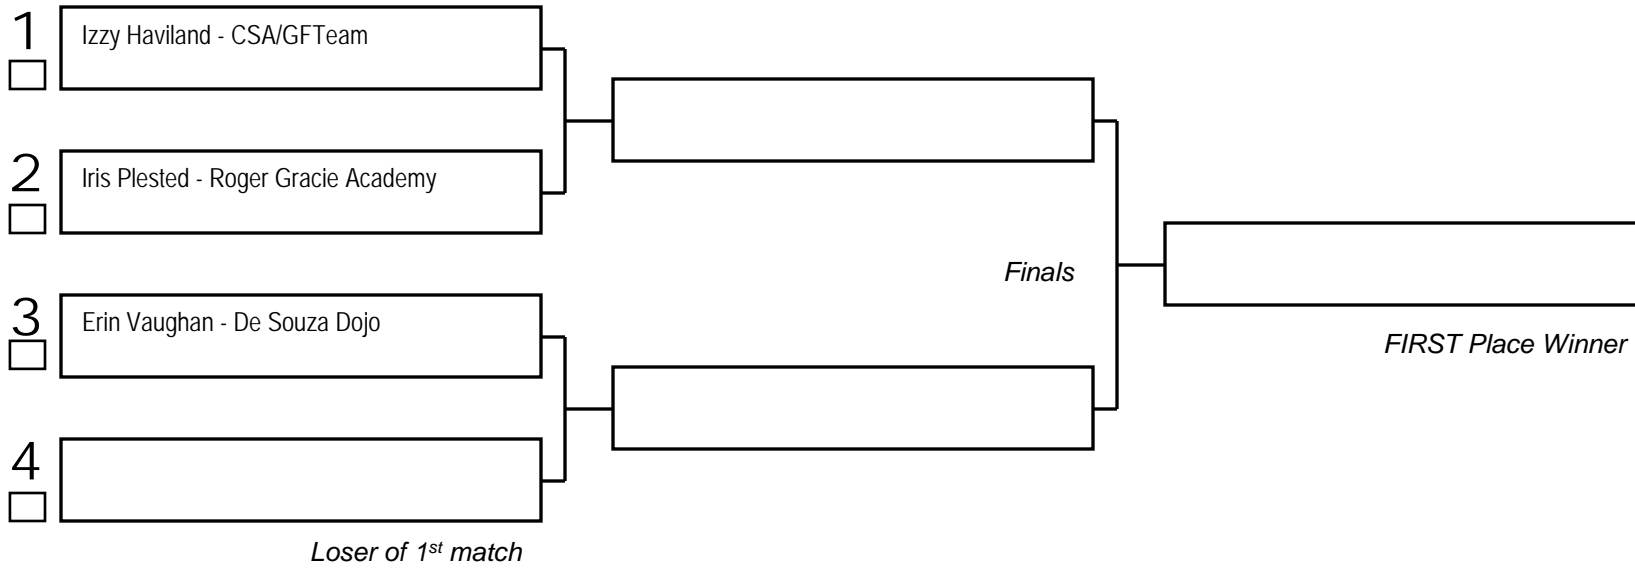 1
Izzy Haviland - CSA/GFTeam
2
Iris Plested - Roger Gracie Academy
Finals
3
Erin Vaughan - De Souza Dojo
FIRST Place Winner
4
Loser of 1st match